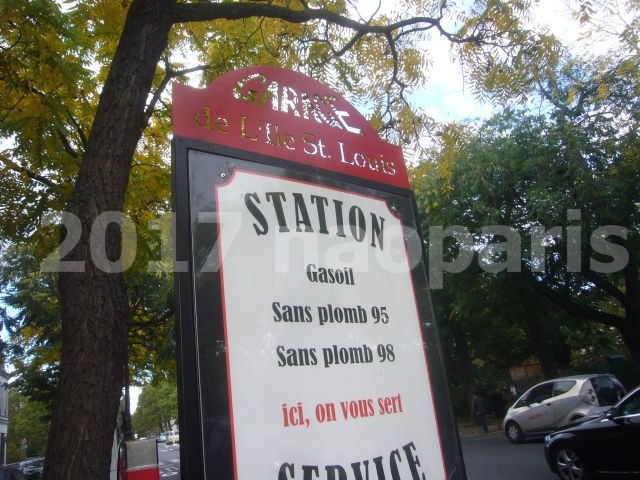 GARAGE
de L'Ile St. Louis
STATION
Gasoil
Sans plomb 95
Sans plomb 98
ici, on vous sert
SERVICE
2017 naoparis